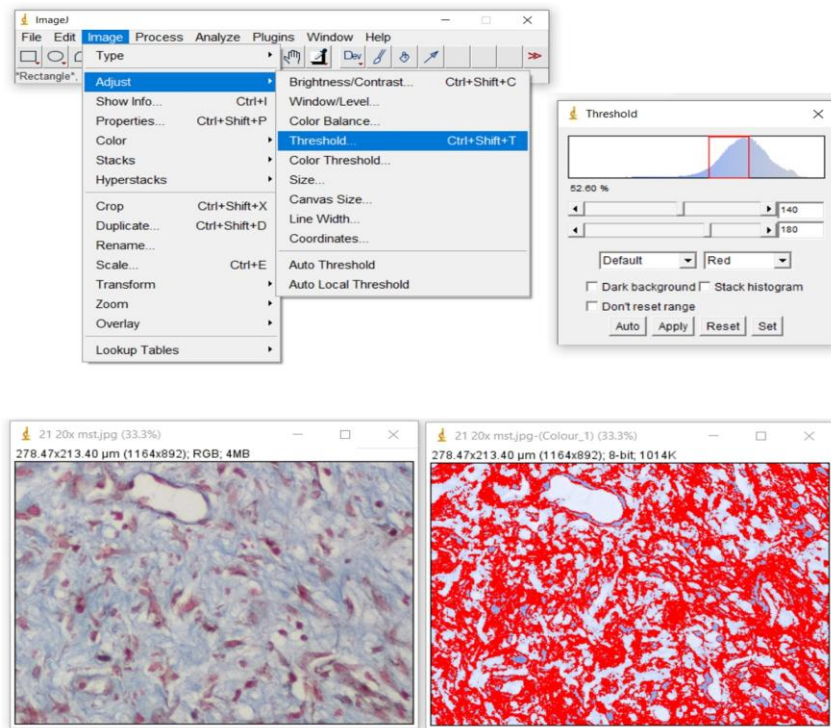 ImageJ
File Edit Image Process Analyze Plugins Window Help
Dev
*Rectangle*,
Type
Adjust
Show Info... Ctrl+I
Properties... Ctrl+Shift+P
Color
Stacks
Hyperstacks
Crop Ctrl+Shift+X
Duplicate... Ctrl+Shift+D
Rename...
Scale... Ctrl+E
Transform
Zoom
Overlay
Lookup Tables
Brightness/Contrast... Ctrl+Shift+C
Window/Level...
Color Balance...
Threshold... Ctrl+Shift+T
Color Threshold...
Size...
Canvas Size...
Line Width...
Coordinates...
Auto Threshold
Auto Local Threshold
Threshold
52.60 %
140
180
Default Red
Dark background Stack histogram
Don't reset range
Auto Apply Reset Set
21 20x mst.jpg (33.3%)
278.47x213.40 μm (1164x892); RGB; 4MB
21 20x mst.jpg-(Colour_1) (33.3%)
278.47x213.40 μm (1164x892); 8-bit; 1014K